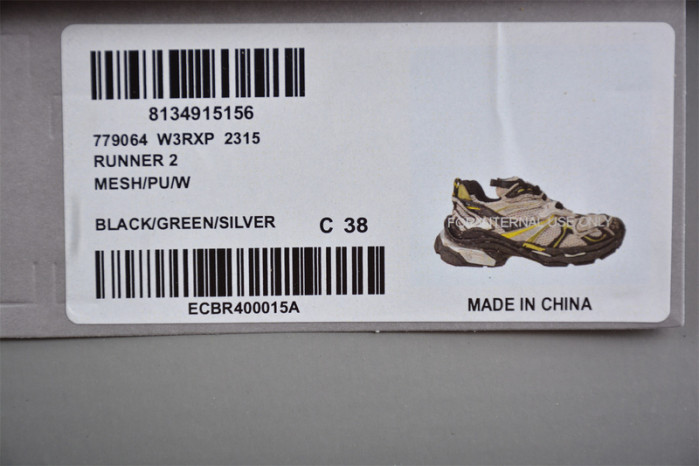 8134915156
779064 W3RXP 2315
RUNNER 2
MESH/PU/W
BLACK/GREEN/SILVER C 38
ECBR400015A
FOR INTERNAL USE ONLY
MADE IN CHINA